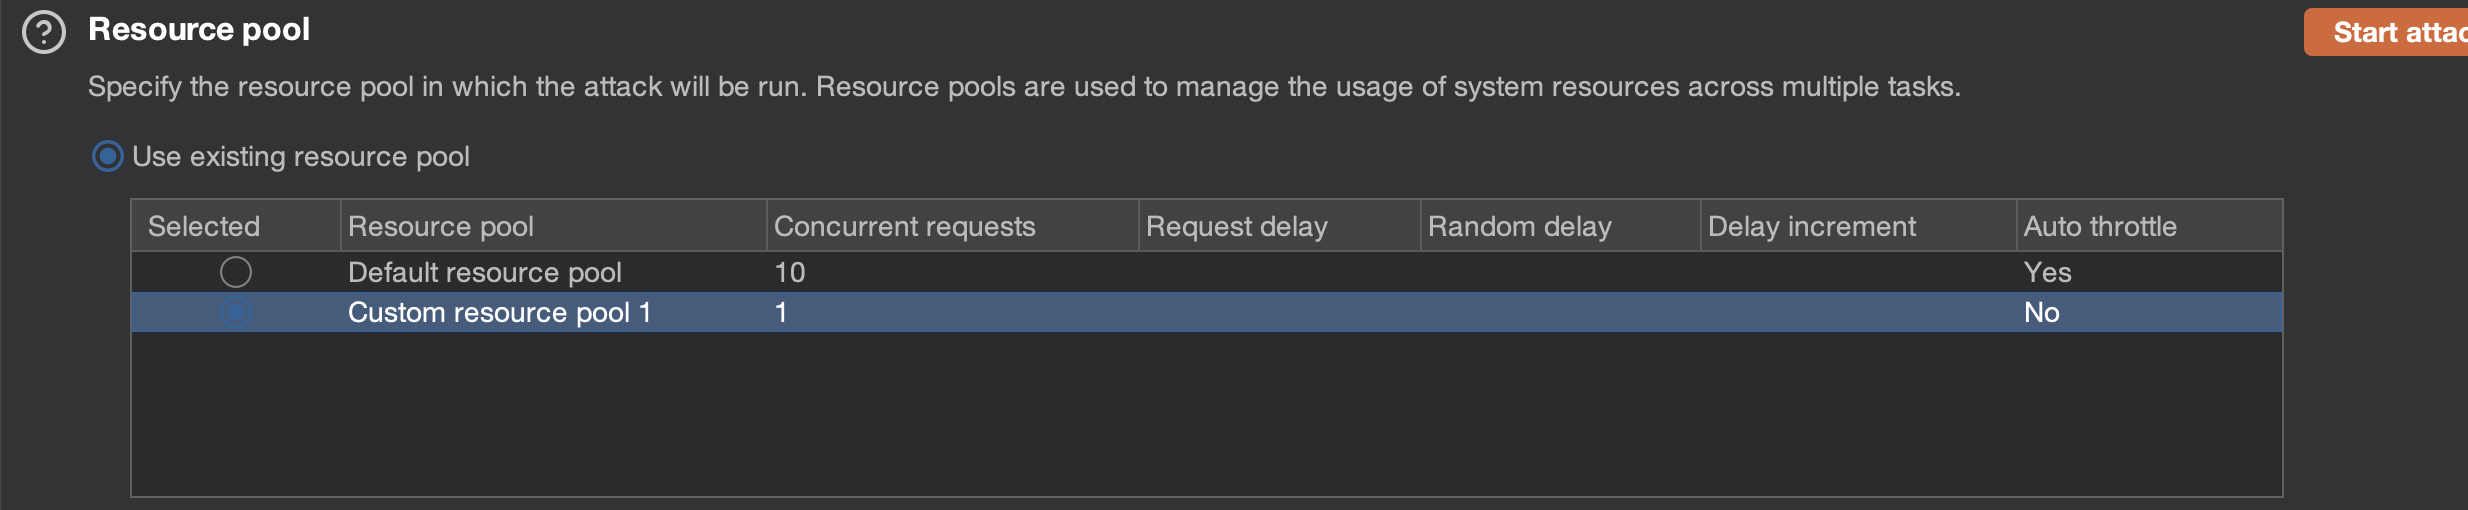 Resource pool
Start attac
Specify the resource pool in which the attack will be run. Resource pools are used to manage the usage of system resources across multiple tasks.
Use existing resource pool
Selected Resource pool Concurrent requests Request delay Random delay Delay increment Auto throttle
Default resource pool 10 Yes
Custom resource pool 1 1 No